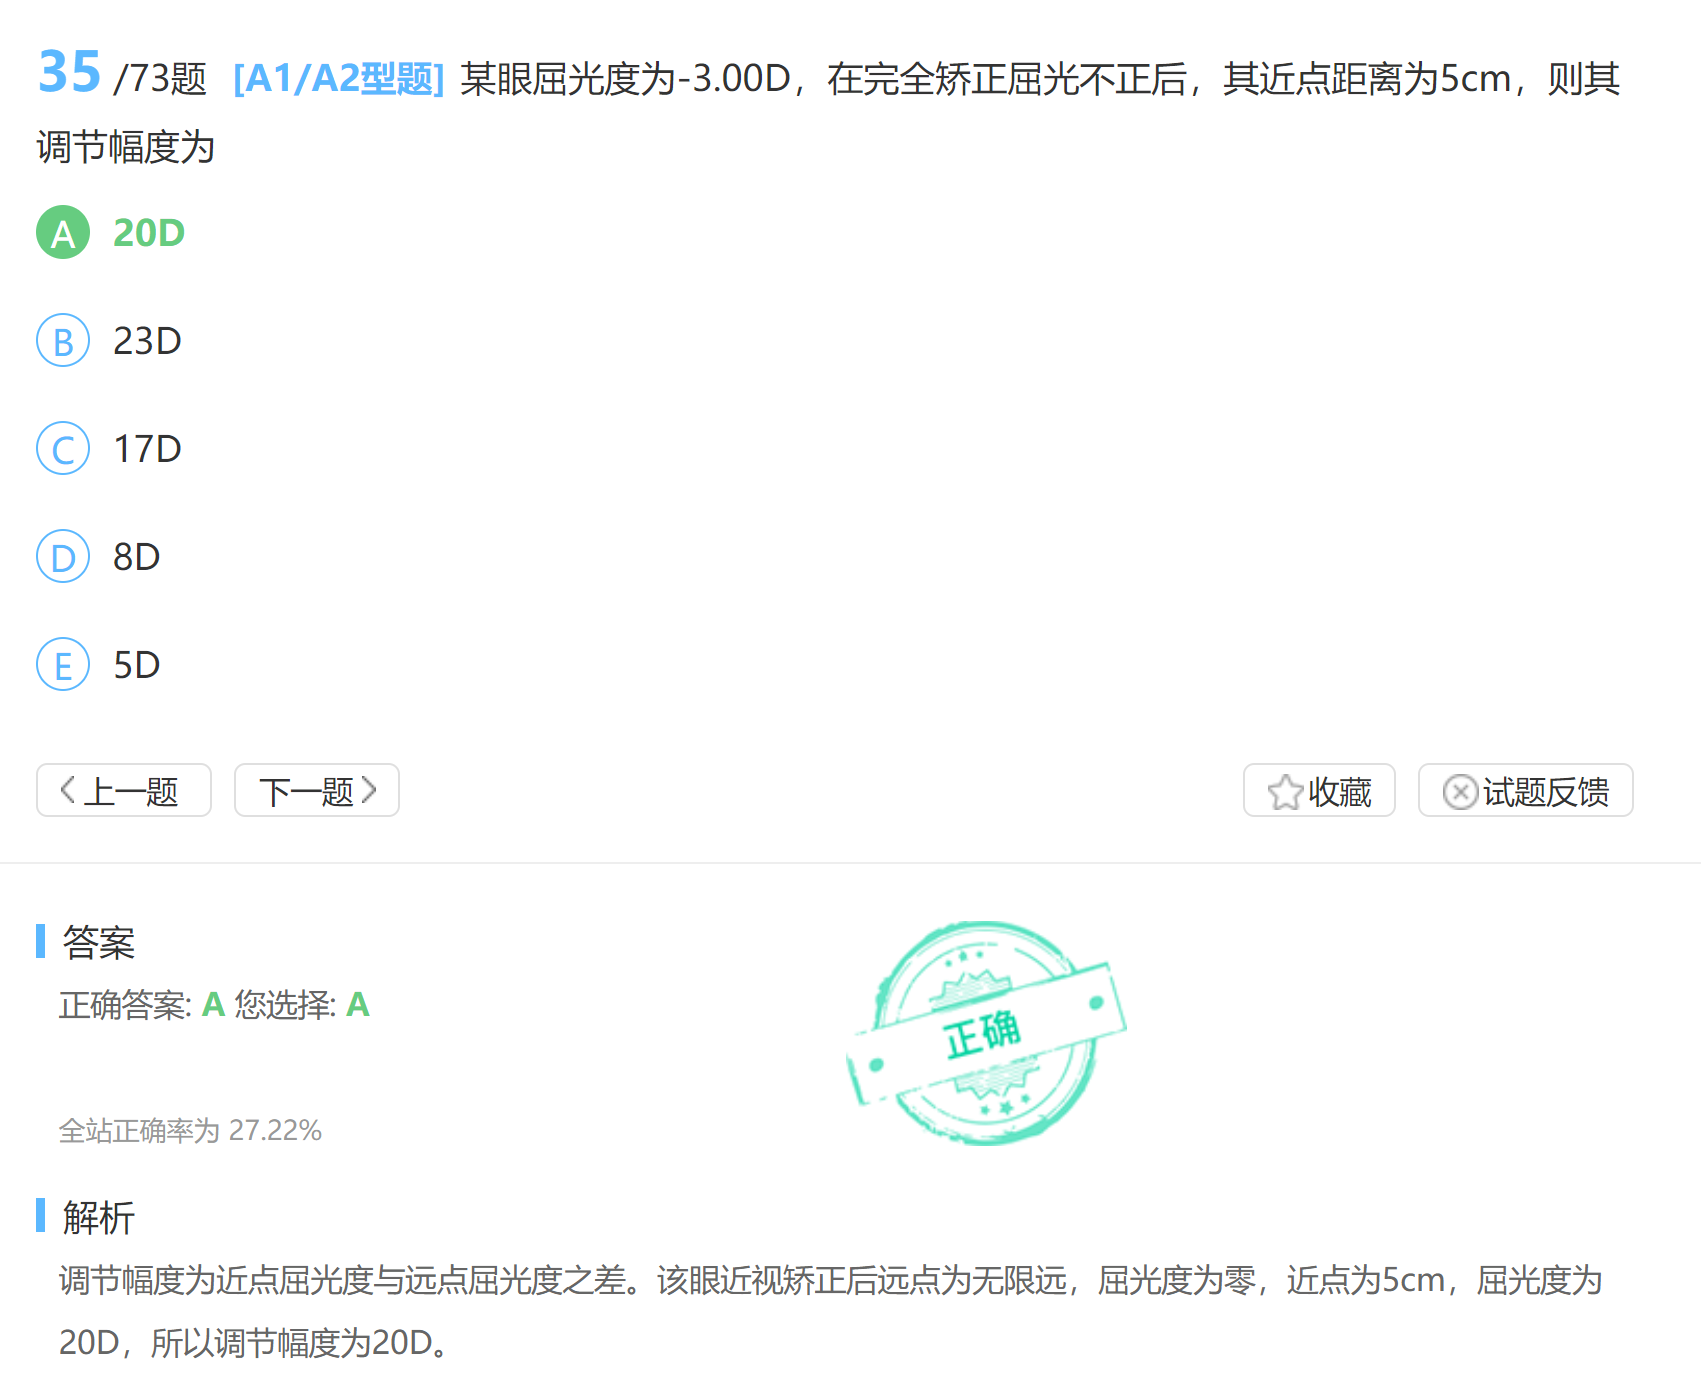 35 /73题 [A1/A2型题] 某眼屈光度为-3.00D，在完全矫正屈光不正后，其近点距离为5cm，则其
调节幅度为
A 20D
B 23D
C 17D
D 8D
E 5D
上一题 下一题 收藏 试题反馈
答案
正确答案: A 您选择: A
正确
全站正确率为 27.22%
解析
调节幅度为近点屈光度与远点屈光度之差。该眼近视矫正后远点为无限远，屈光度为零，近点为5cm，屈光度为
20D，所以调节幅度为20D。